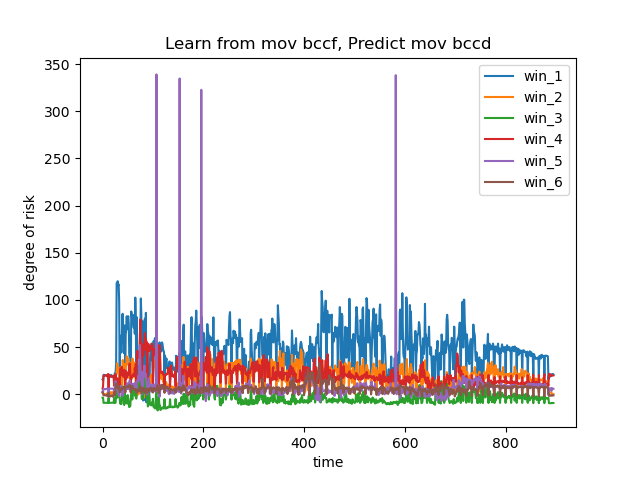 Learn from mov bccf, Predict mov bccd
degree of risk
350
300
250
200
150
100
50
0
0 200 400 600 800
time
win_1
win_2
win_3
win_4
win_5
win_6